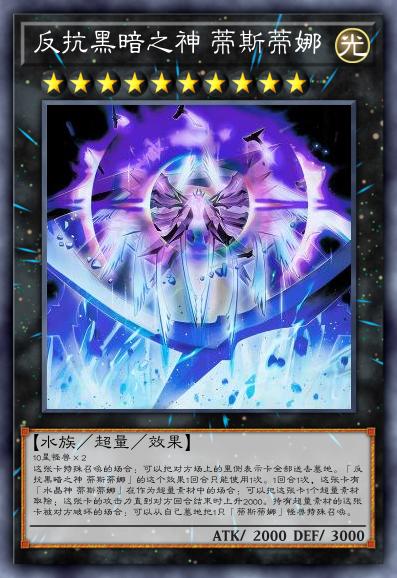 反抗黑暗之神 蒂斯蒂娜
光
【水族／超量／效果】
10星怪兽×2
这张卡特殊召唤的场合；可以把对方场上的里侧表示卡全部送去墓地。「反
抗黑暗之神 蒂斯蒂娜」的这个效果1回合只能使用1次。1回合1次，这张卡有
「水晶神 蒂斯蒂娜」在作为超量素材中的场合；可以把这张卡1个超量素材
取除；这张卡的攻击力直到对方回合结束时上升2000。持有超量素材的这张
卡被对方破坏的场合；可以从自己墓地把1只「蒂斯蒂娜」怪兽特殊召唤。
ATK/ 2000 DEF/ 3000